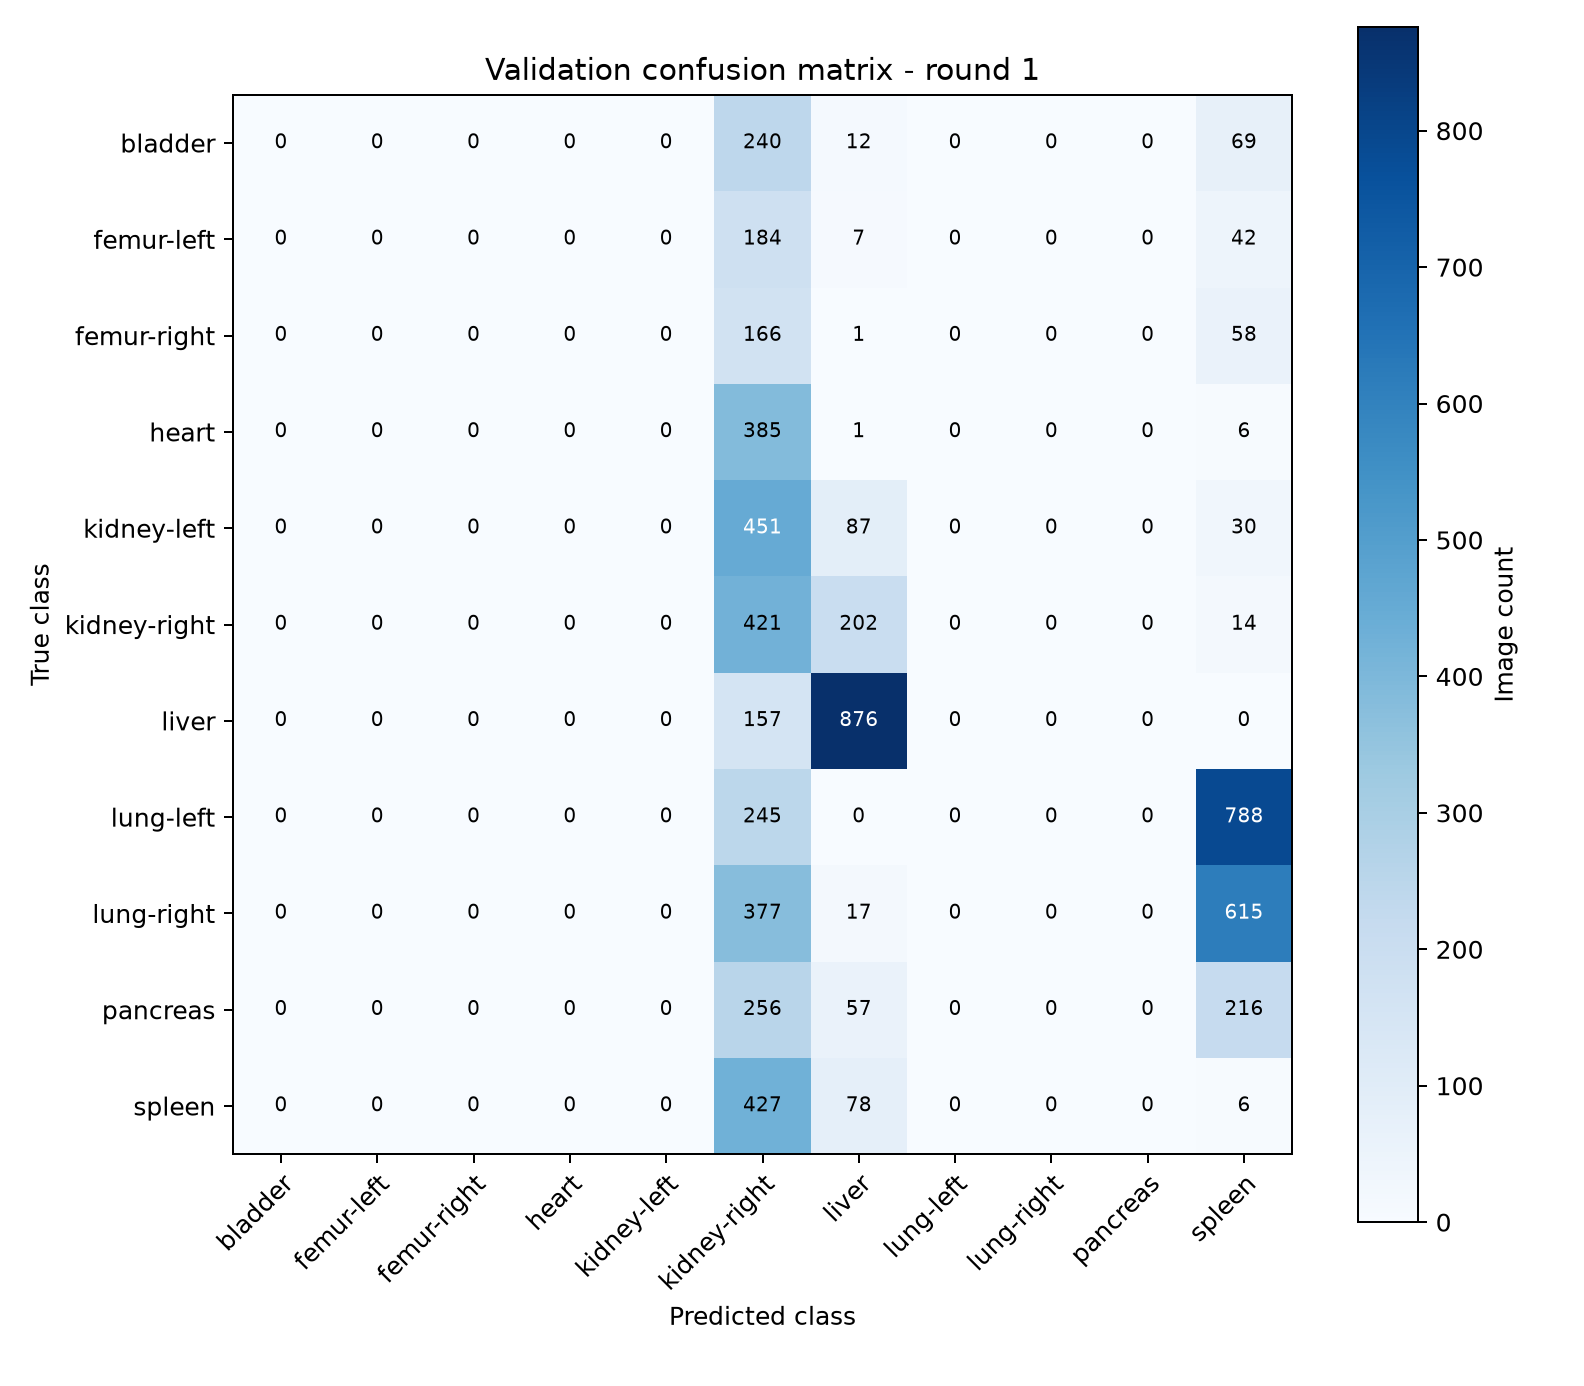 Validation confusion matrix - round 1
bladder 0 0 0 0 0 240 12 0 0 0 69
femur-left 0 0 0 0 0 184 7 0 0 0 42
femur-right 0 0 0 0 0 166 1 0 0 0 58
heart 0 0 0 0 0 385 1 0 0 0 6
kidney-left 0 0 0 0 0 451 87 0 0 0 30
kidney-right 0 0 0 0 0 421 202 0 0 0 14
liver 0 0 0 0 0 157 876 0 0 0 0
lung-left 0 0 0 0 0 245 0 0 0 0 788
lung-right 0 0 0 0 0 377 17 0 0 0 615
pancreas 0 0 0 0 0 256 57 0 0 0 216
spleen 0 0 0 0 0 427 78 0 0 0 6
True class
bladder femur-left femur-right heart kidney-left kidney-right liver lung-left lung-right pancreas spleen
Predicted class
800
700
600
500
400
300
200
100
0
Image count